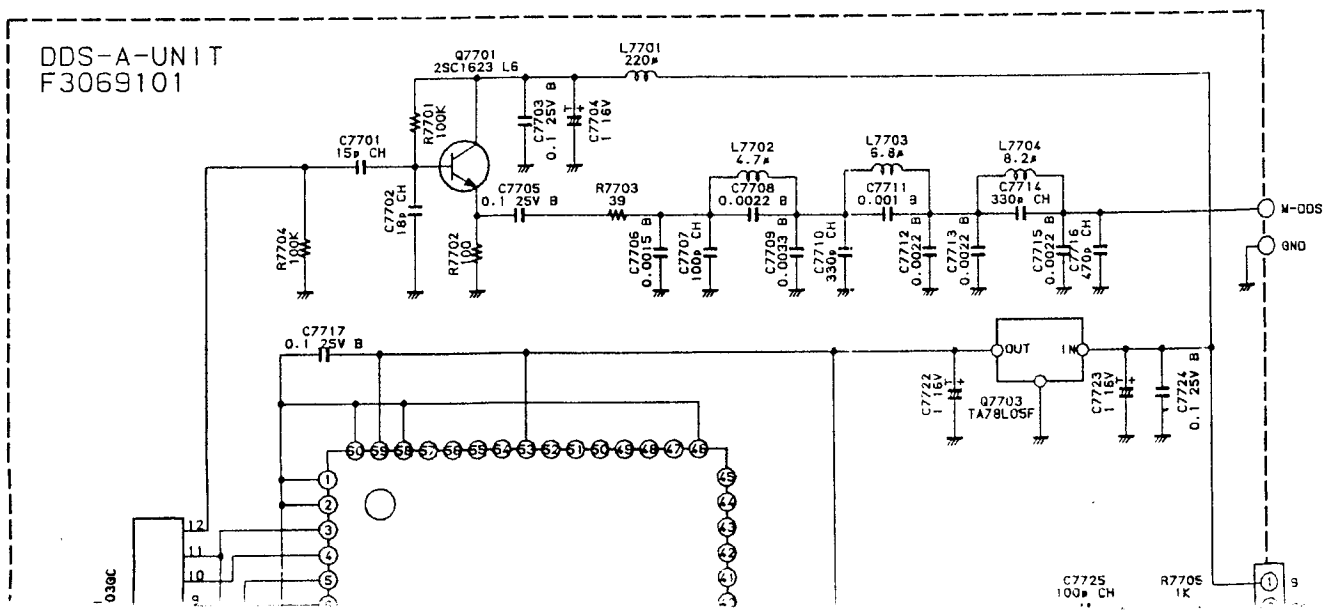 DDS-A-UNIT
F3069101
Q7701
2SC1623 L6
L7701
220μ
R7701
100K
C7703
0.1 25V B
C7704
1 16V
T
+
C7701
15p CH
C7702
18p CH
R7704
100K
R7702
100
C7705
0.1 25V B
R7703
39
C7706
0.0015 B
C7707
100p CH
L7702
4.7μ
C7708
0.0022 B
C7709
0.0033 B
C7710
330p CH
L7703
6.8μ
C7711
0.001 B
C7712
0.0022 B
C7713
0.0022 B
L7704
8.2μ
C7714
330p CH
C7715
0.0022 B
C7716
470p CH
M-DDS
GND
C7717
0.1 25V B
OUT
IN
Q7703
TA78L05F
C7722
1 16V
T
+
C7723
1 16V
T
+
C7724
0.1 25V B
60 59 58 57 56 55 54 53 52 51 50 49 48 47 46
1
2
3
4
5
45
44
43
42
41
12
11
10
9
03GC
C7725
100p CH
R7705
1K
1
9